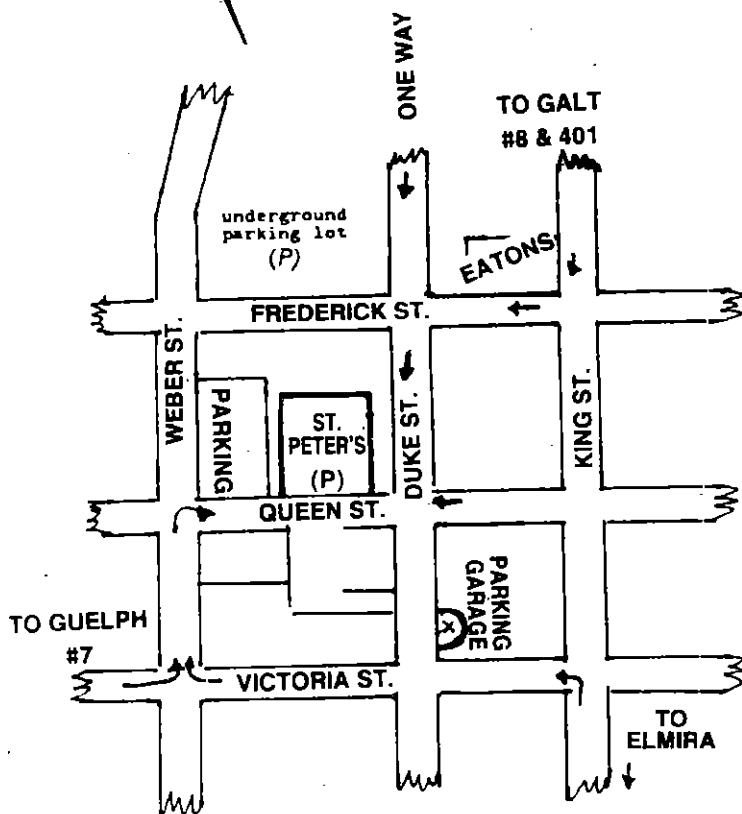 ONE WAY
TO GALT
#8 & 401
underground
parking lot
(P)
EATONS
FREDERICK ST.
WEBER ST.
PARKING
ST.
PETER'S
(P)
DUKE ST.
KING ST.
QUEEN ST.
PARKING
GARAGE
X
TO GUELPH
#7
VICTORIA ST.
TO
ELMIRA